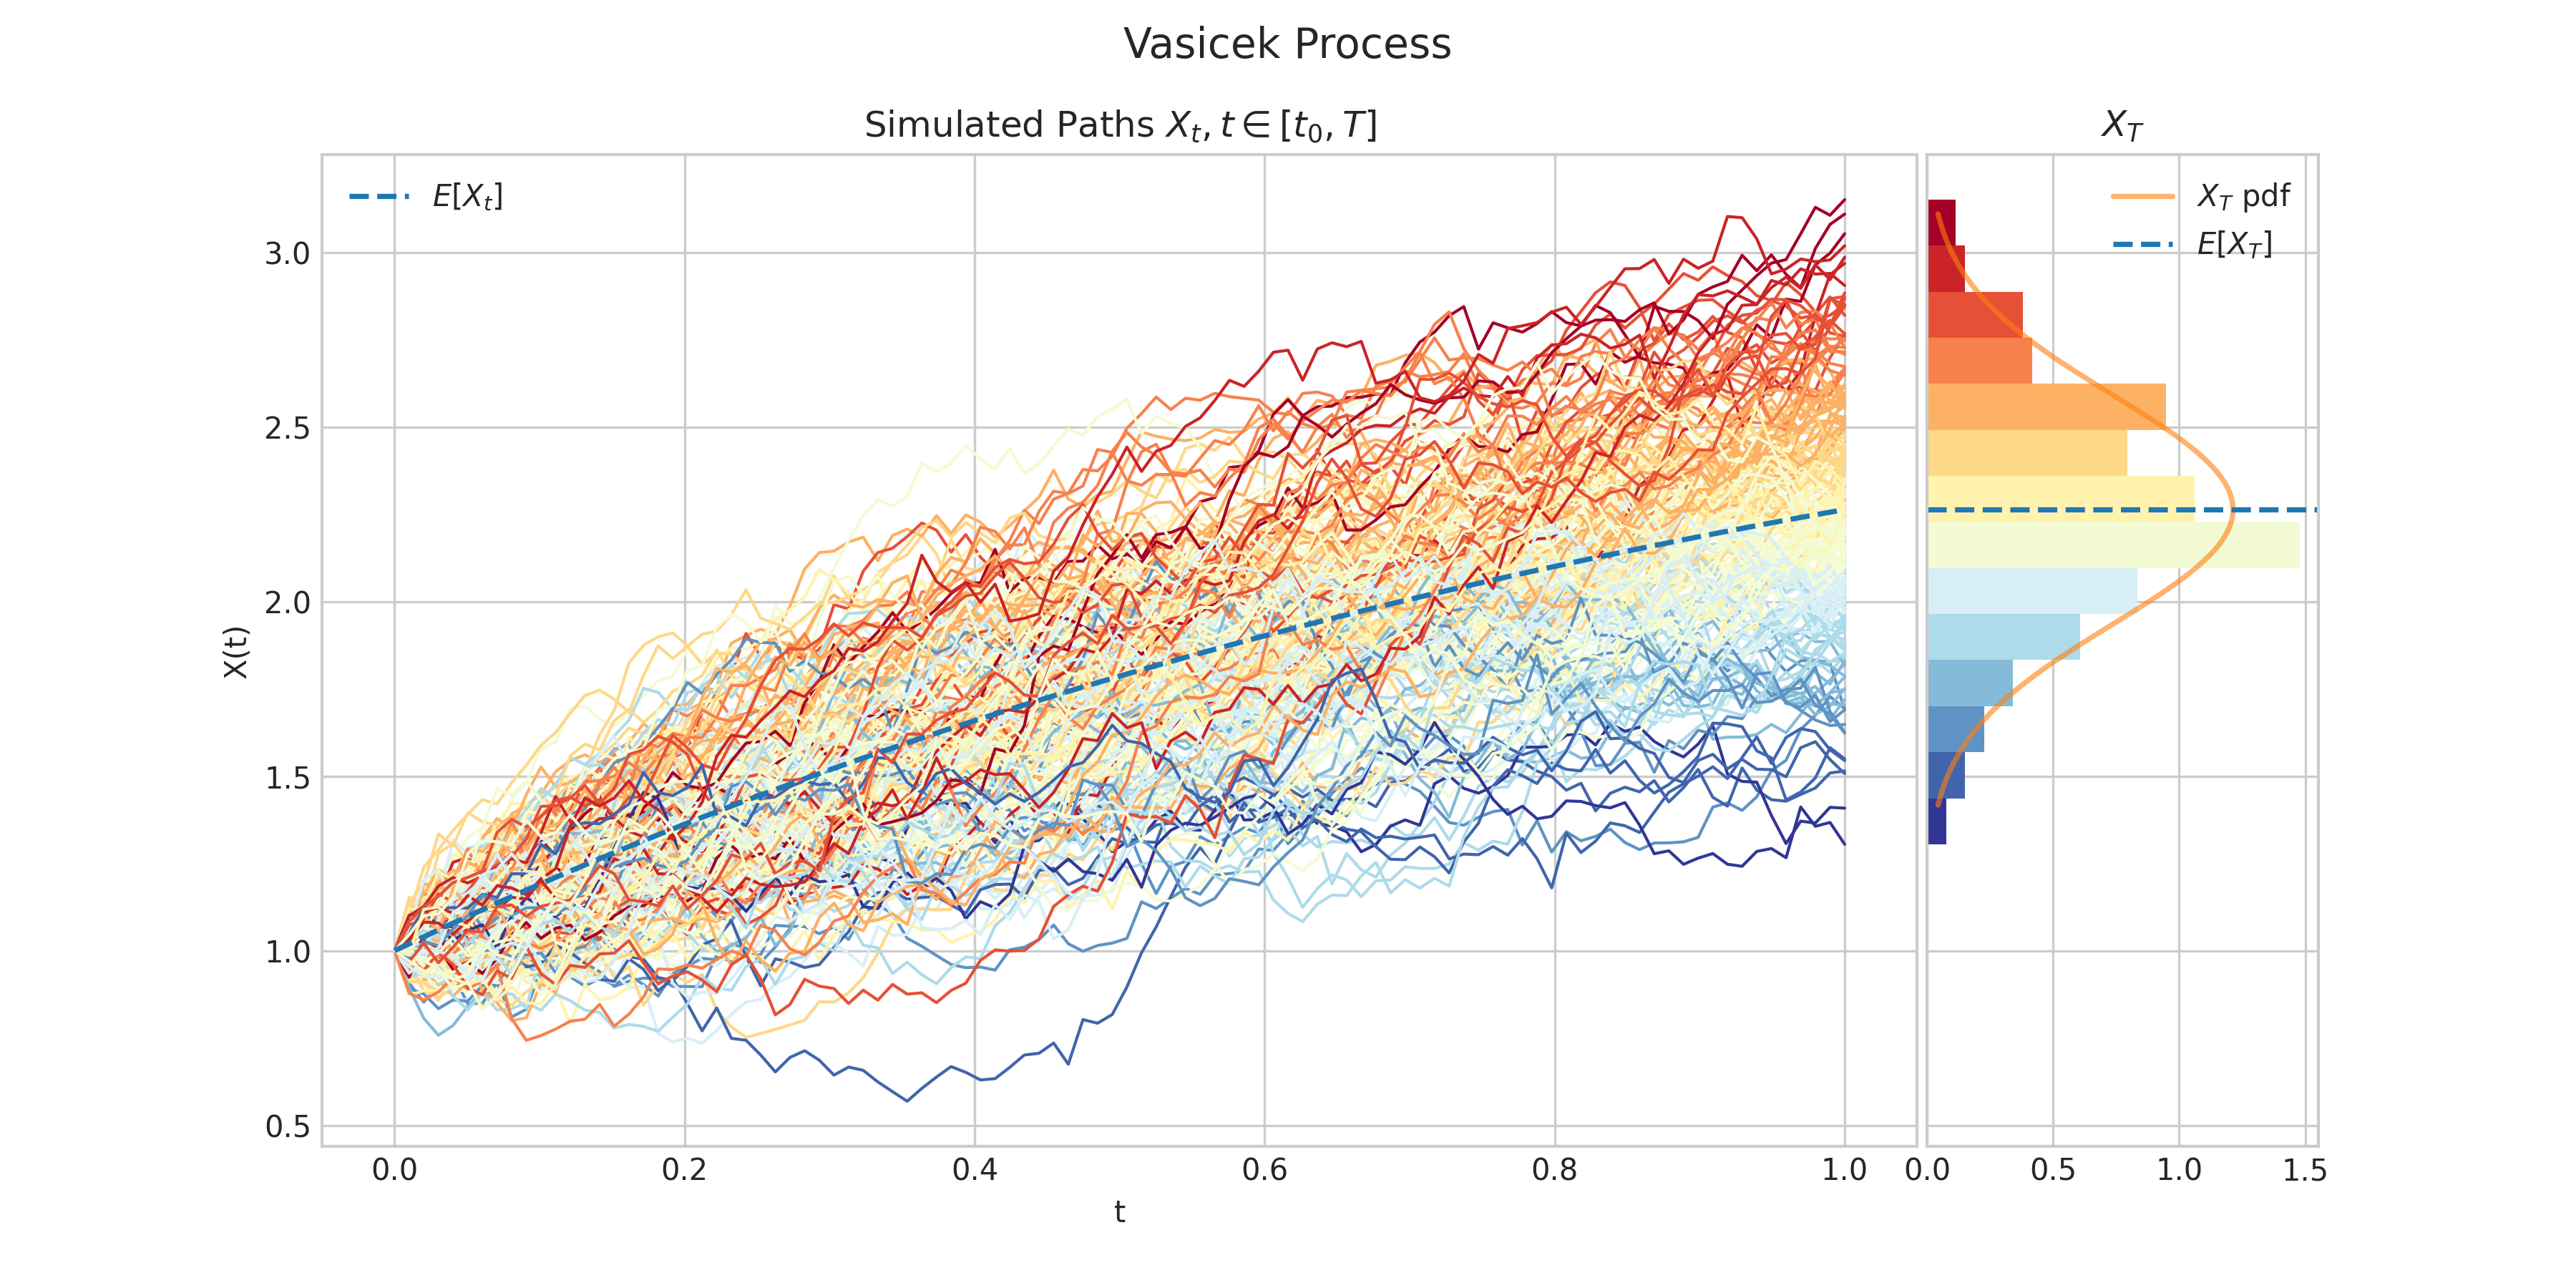 Vasicek Process
Simulated Paths X_t, t ∈ [t_0, T]
X_T
E[X_t]
X_T pdf
E[X_T]
X(t)
3.0
2.5
2.0
1.5
1.0
0.5
0.0 0.2 0.4 0.6 0.8 1.0
0.0 0.5 1.0 1.5
t